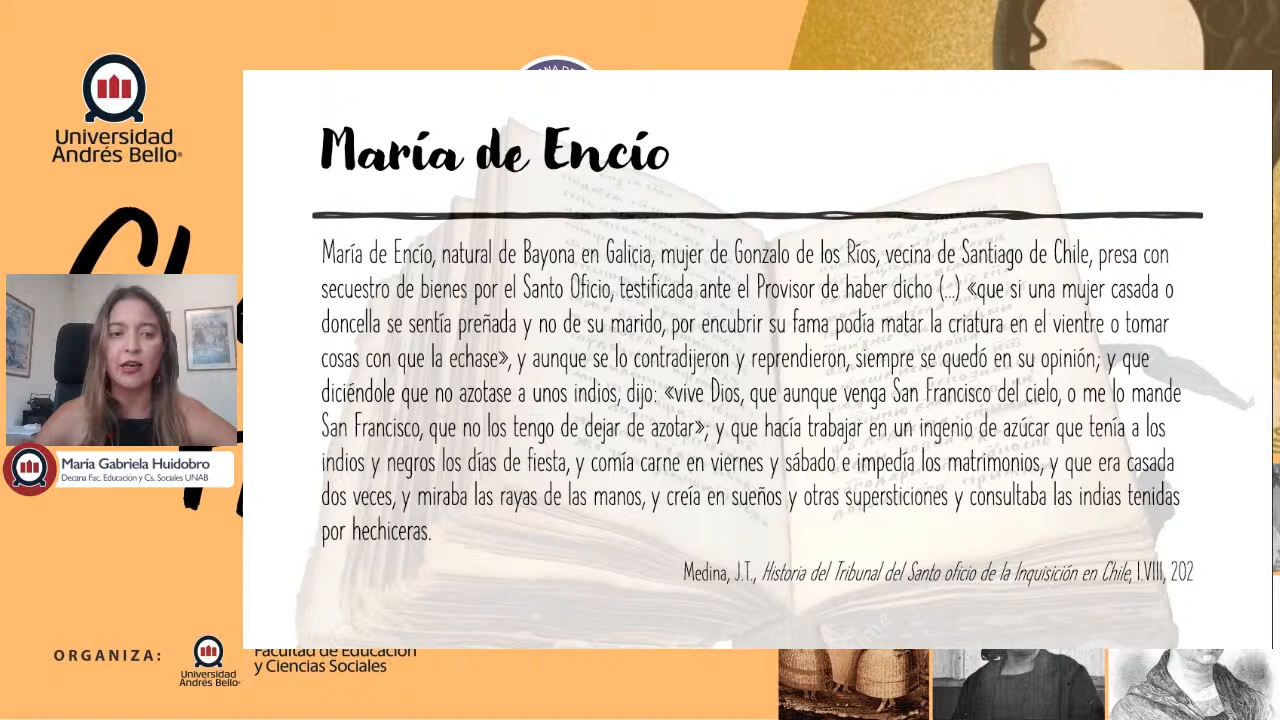 Universidad
Andrés Bello
María de Encío
María de Encío, natural de Bayona en Galicia, mujer de Gonzalo de los Ríos, vecina de Santiago de Chile, presa con
secuestro de bienes por el Santo Oficio, testificada ante el Provisor de haber dicho (...) «que si una mujer casada o
doncella se sentía preñada y no de su marido, por encubrir su fama podía matar la criatura en el vientre o tomar
cosas con que la echase», y aunque se lo contradijeron y reprendieron, siempre se quedó en su opinión; y que
diciéndole que no azotase a unos indios, dijo: «vive Dios, que aunque venga San Francisco del cielo, o me lo mande
San Francisco, que no los tengo de dejar de azotar»; y que hacía trabajar en un ingenio de azúcar que tenía a los
indios y negros los días de fiesta, y comía carne en viernes y sábado e impedía los matrimonios, y que era casada
dos veces, y miraba las rayas de las manos, y creía en sueños y otras supersticiones y consultaba las indias tenidas
por hechiceras.
Medina, J.T., Historia del Tribunal del Santo oficio de la Inquisición en Chile, I.VIII, 202
María Gabriela Huidobro
Decana Fac. Educación y Cs. Sociales UNAB
ORGANIZA:
Universidad
Andrés Bello
Facultad de Educación
y Ciencias Sociales